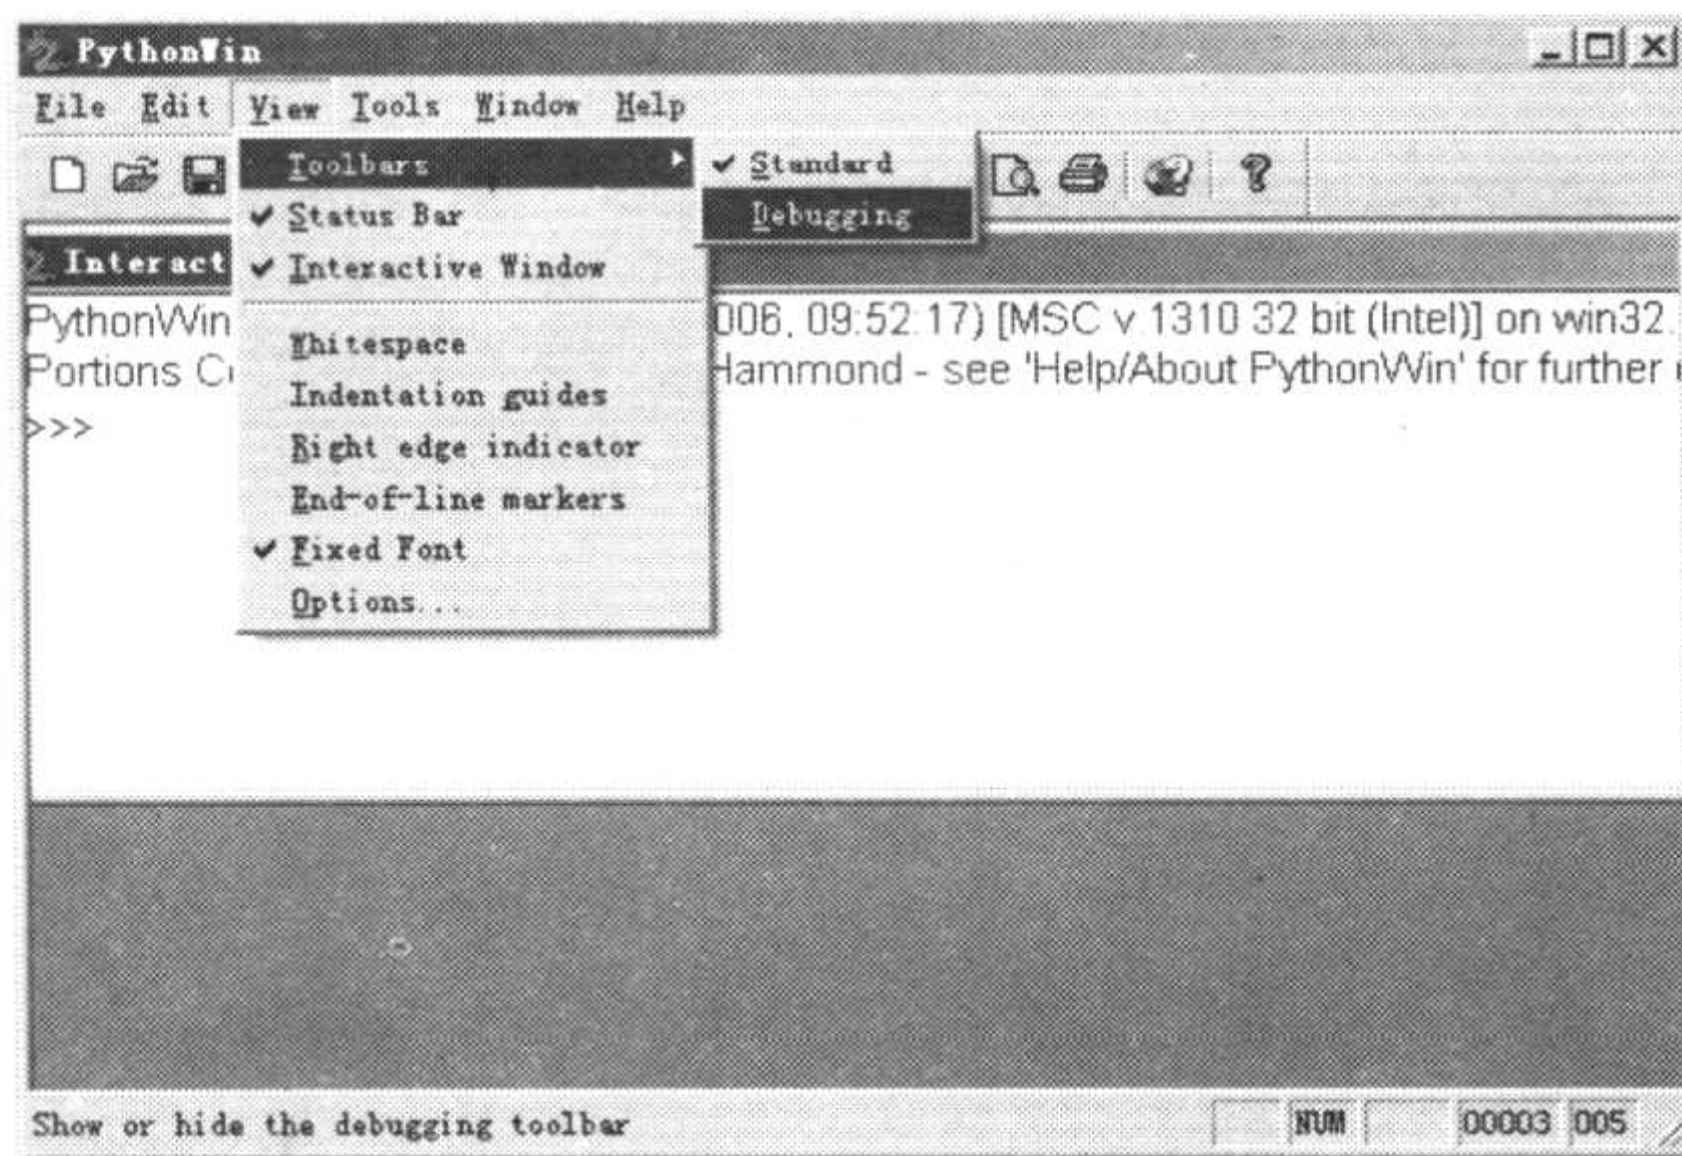 PythonWin
File Edit View Tools Window Help
Toolbars
Standard
Status Bar
Debugging
Interact
Interactive Window
PythonWin 006, 09:52:17) [MSC v.1310 32 bit (Intel)] on win32.
Whitespace
Portions C Hammond - see 'Help/About PythonWin' for further
Indentation guides
>>>
Right edge indicator
End-of-line markers
Fixed Font
Options...
Show or hide the debugging toolbar
NUM 00003 005